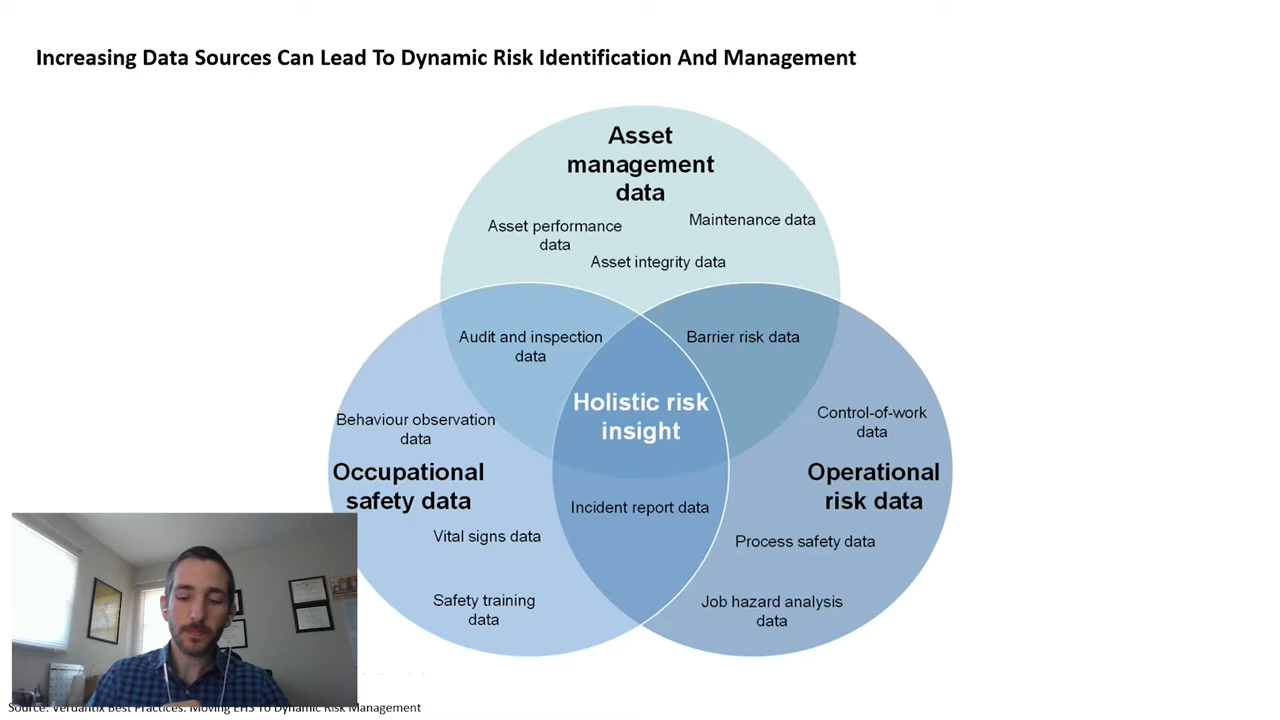 Increasing Data Sources Can Lead To Dynamic Risk Identification And Management
Asset
management
data
Asset performance
data
Maintenance data
Asset integrity data
Audit and inspection
data
Barrier risk data
Holistic risk
insight
Behaviour observation
data
Control-of-work
data
Occupational
safety data
Operational
risk data
Incident report data
Vital signs data
Process safety data
Safety training
data
Job hazard analysis
data
Source: Verdantix Best Practices: Moving EHS To Dynamic Risk Management